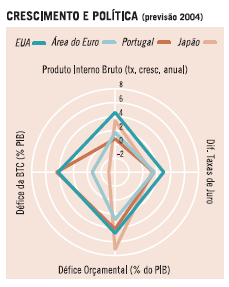 CRESCIMENTO E POLÍTICA (previsão 2004)
EUA Área do Euro Portugal Japão
Produto Interno Bruto (tx, cresc, anual)
8
6
4
2
0
-2
Défice da BTC (% PIB)
Dif. Taxas de Juro
Défice Orçamental (% do PIB)